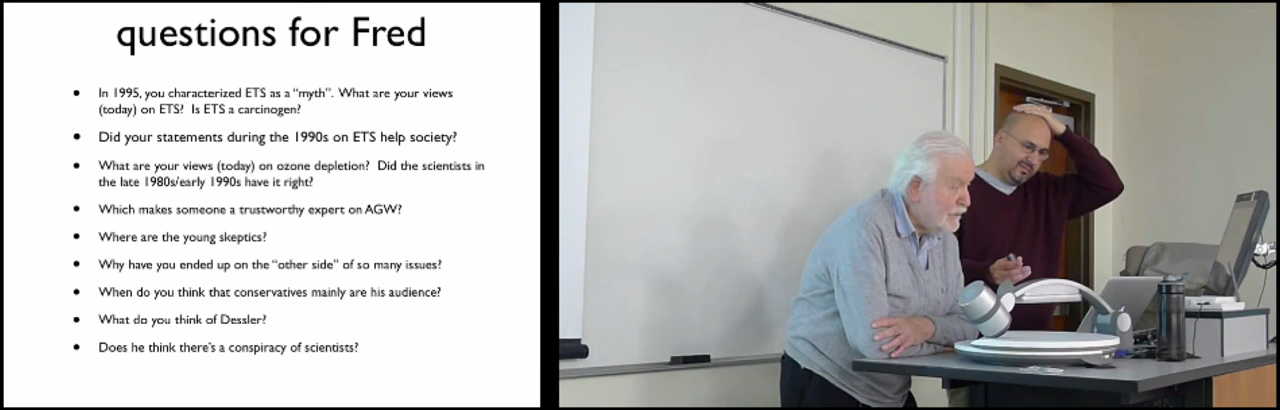 questions for Fred
• In 1995, you characterized ETS as a “myth”. What are your views
(today) on ETS? Is ETS a carcinogen?
• Did your statements during the 1990s on ETS help society?
• What are your views (today) on ozone depletion? Did the scientists in
the late 1980s/early 1990s have it right?
• Which makes someone a trustworthy expert on AGW?
• Where are the young skeptics?
• Why have you ended up on the “other side” of so many issues?
• When do you think that conservatives mainly are his audience?
• What do you think of Dessler?
• Does he think there’s a conspiracy of scientists?